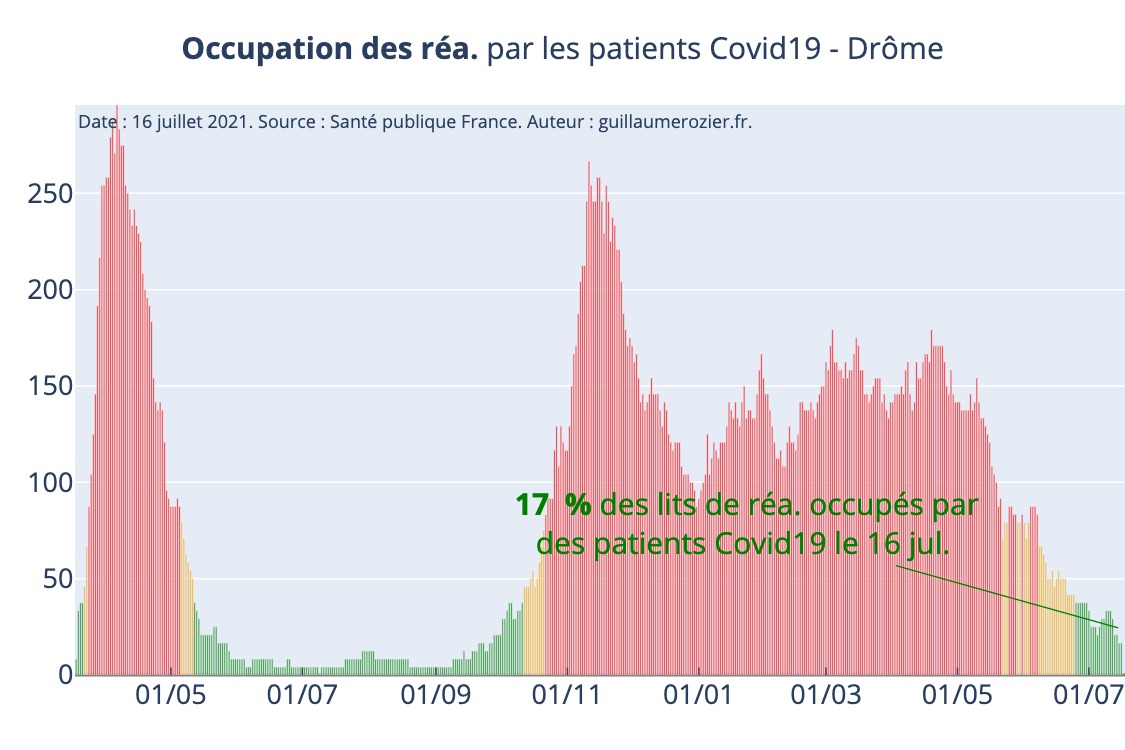 Occupation des réa. par les patients Covid19 - Drôme
Date : 16 juillet 2021. Source : Santé publique France. Auteur : guillaumerozier.fr.
250
200
150
100
50
0
17 % des lits de réa. occupés par
des patients Covid19 le 16 jul.
01/05 01/07 01/09 01/11 01/01 01/03 01/05 01/07